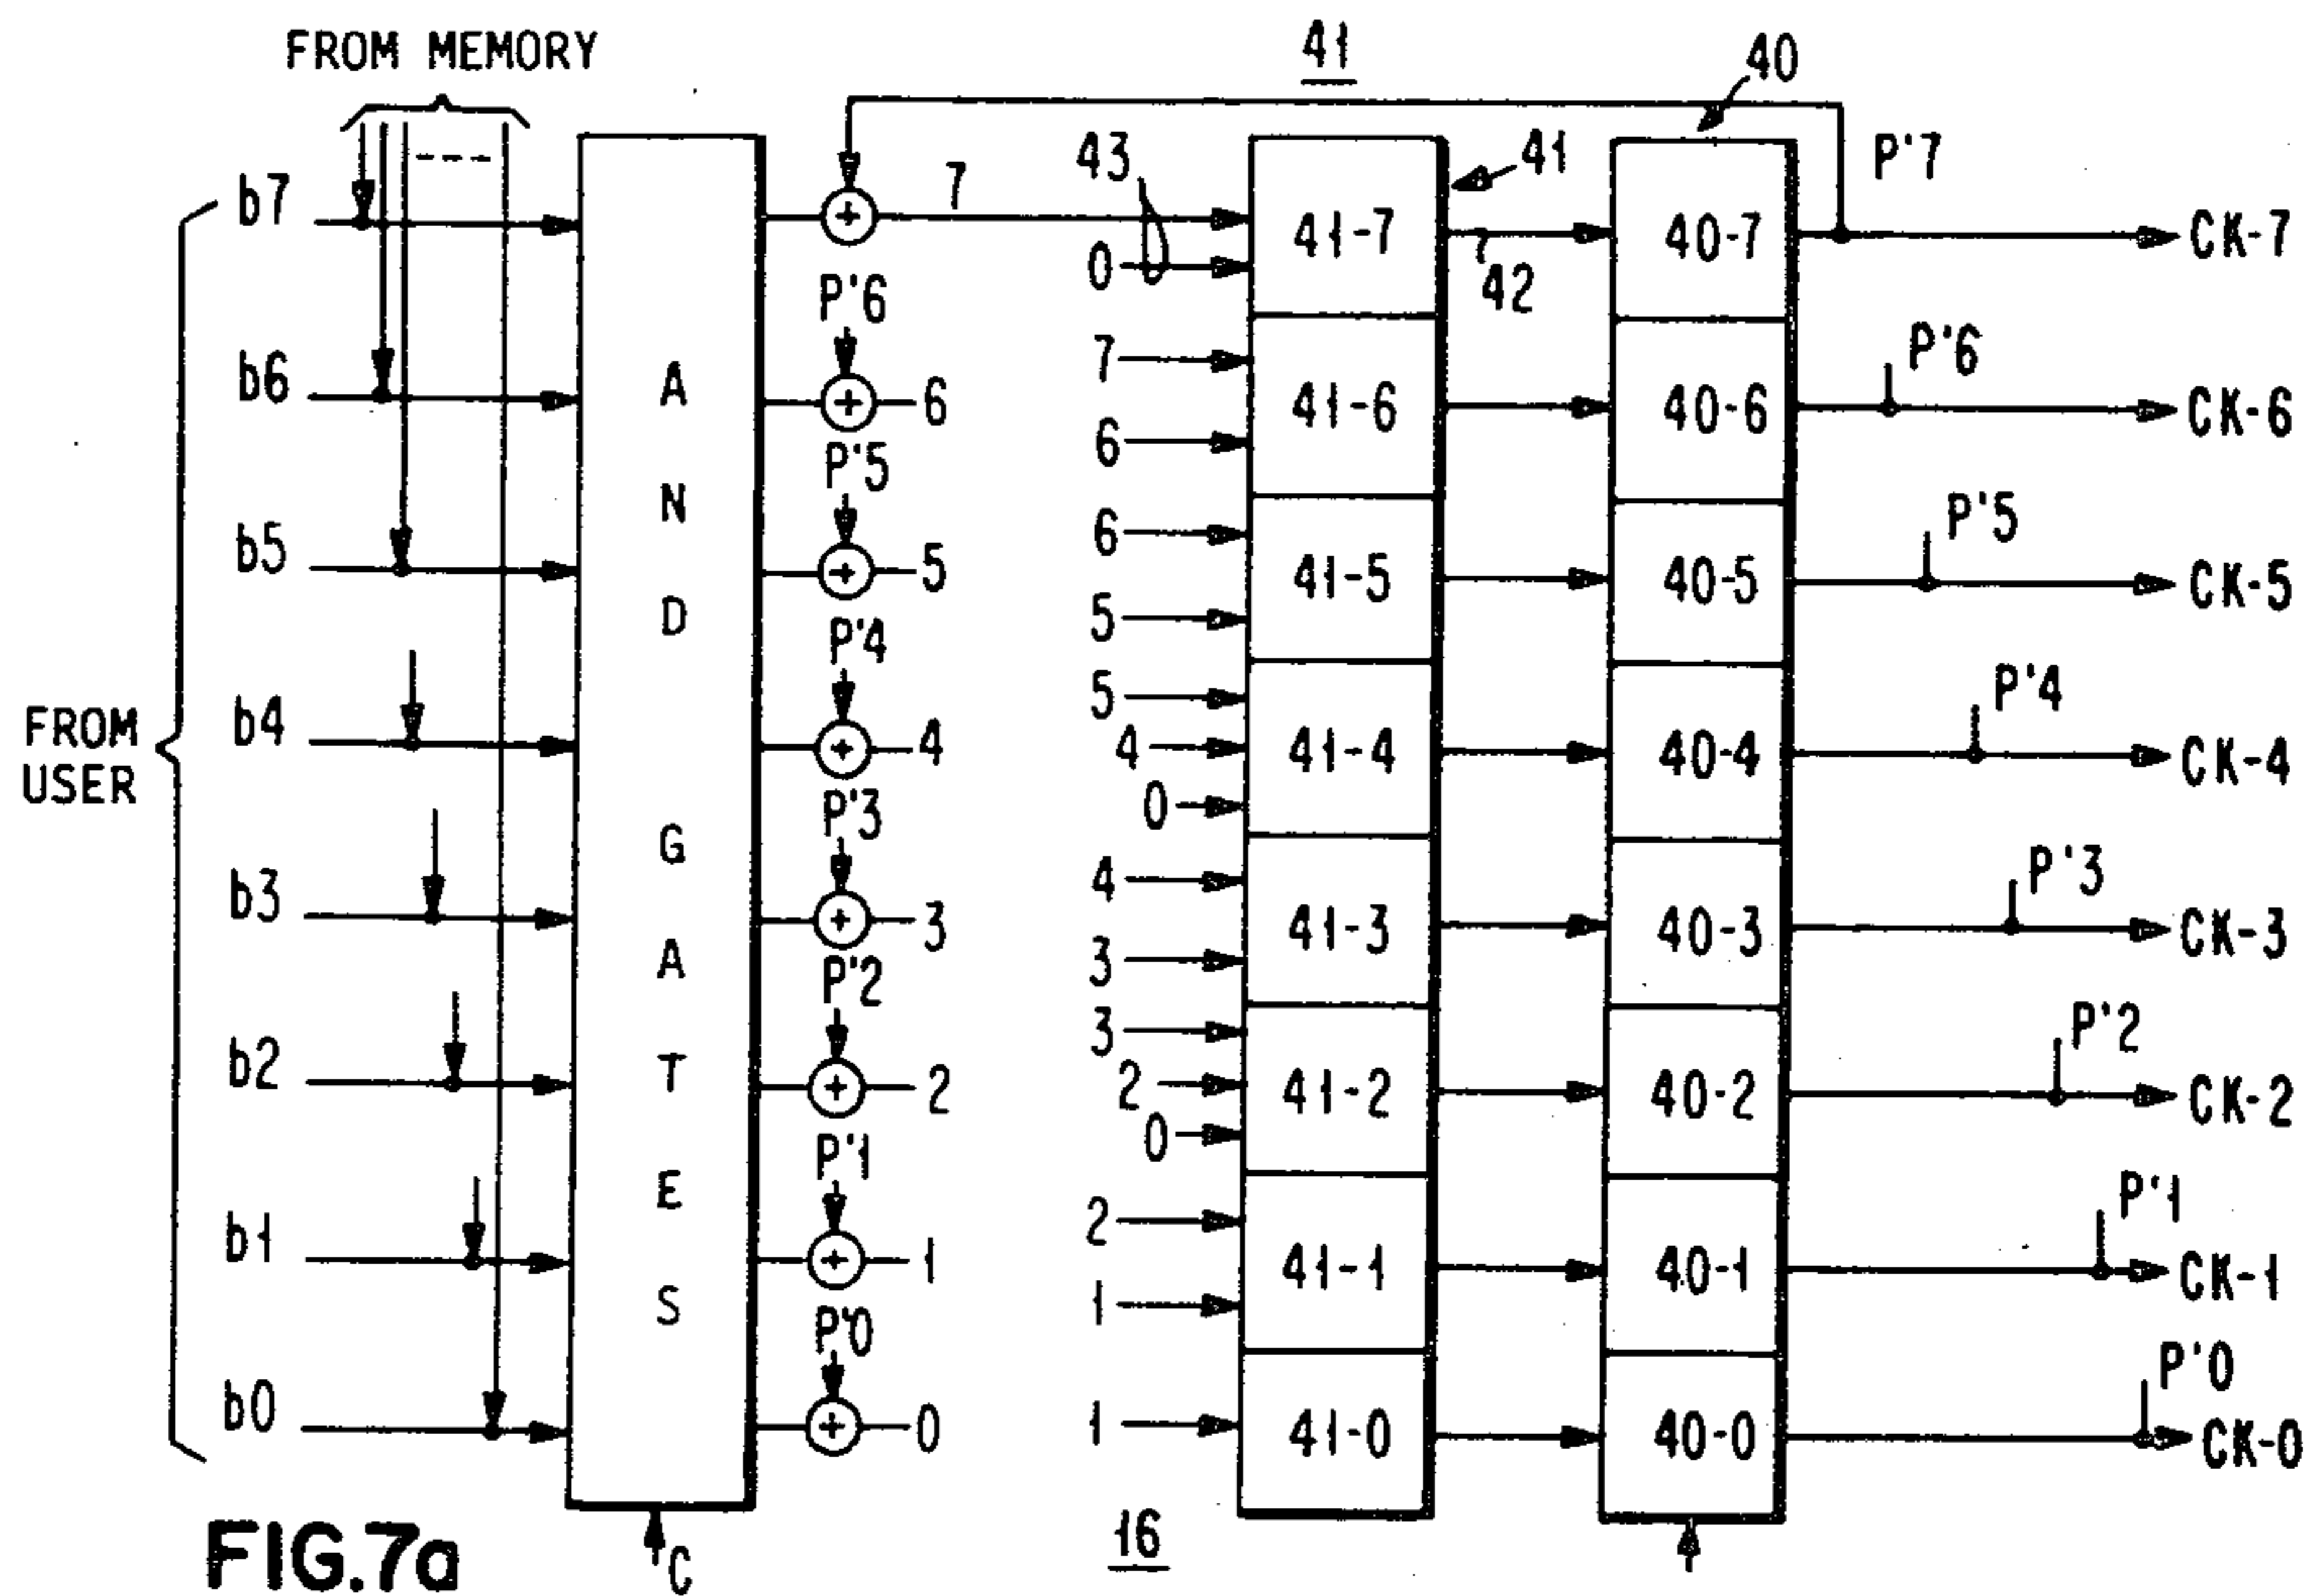 FROM MEMORY
41
40
43
41
P'7
b7
7
41-7
40-7
CK-7
0
42
P'6
P'6
b6
6
7
6
41-6
40-6
CK-6
P'5
P'5
b5
5
6
5
41-5
40-5
CK-5
P'4
P'4
FROM
USER
b4
4
5
4
0
41-4
40-4
CK-4
P'3
P'3
b3
3
4
3
41-3
40-3
CK-3
P'2
P'2
b2
2
3
2
0
41-2
40-2
CK-2
P'1
P'1
b1
1
2
1
41-1
40-1
CK-1
P'0
P'0
b0
0
1
41-0
40-0
CK-0
AND GATES
C
16
FIG.7a